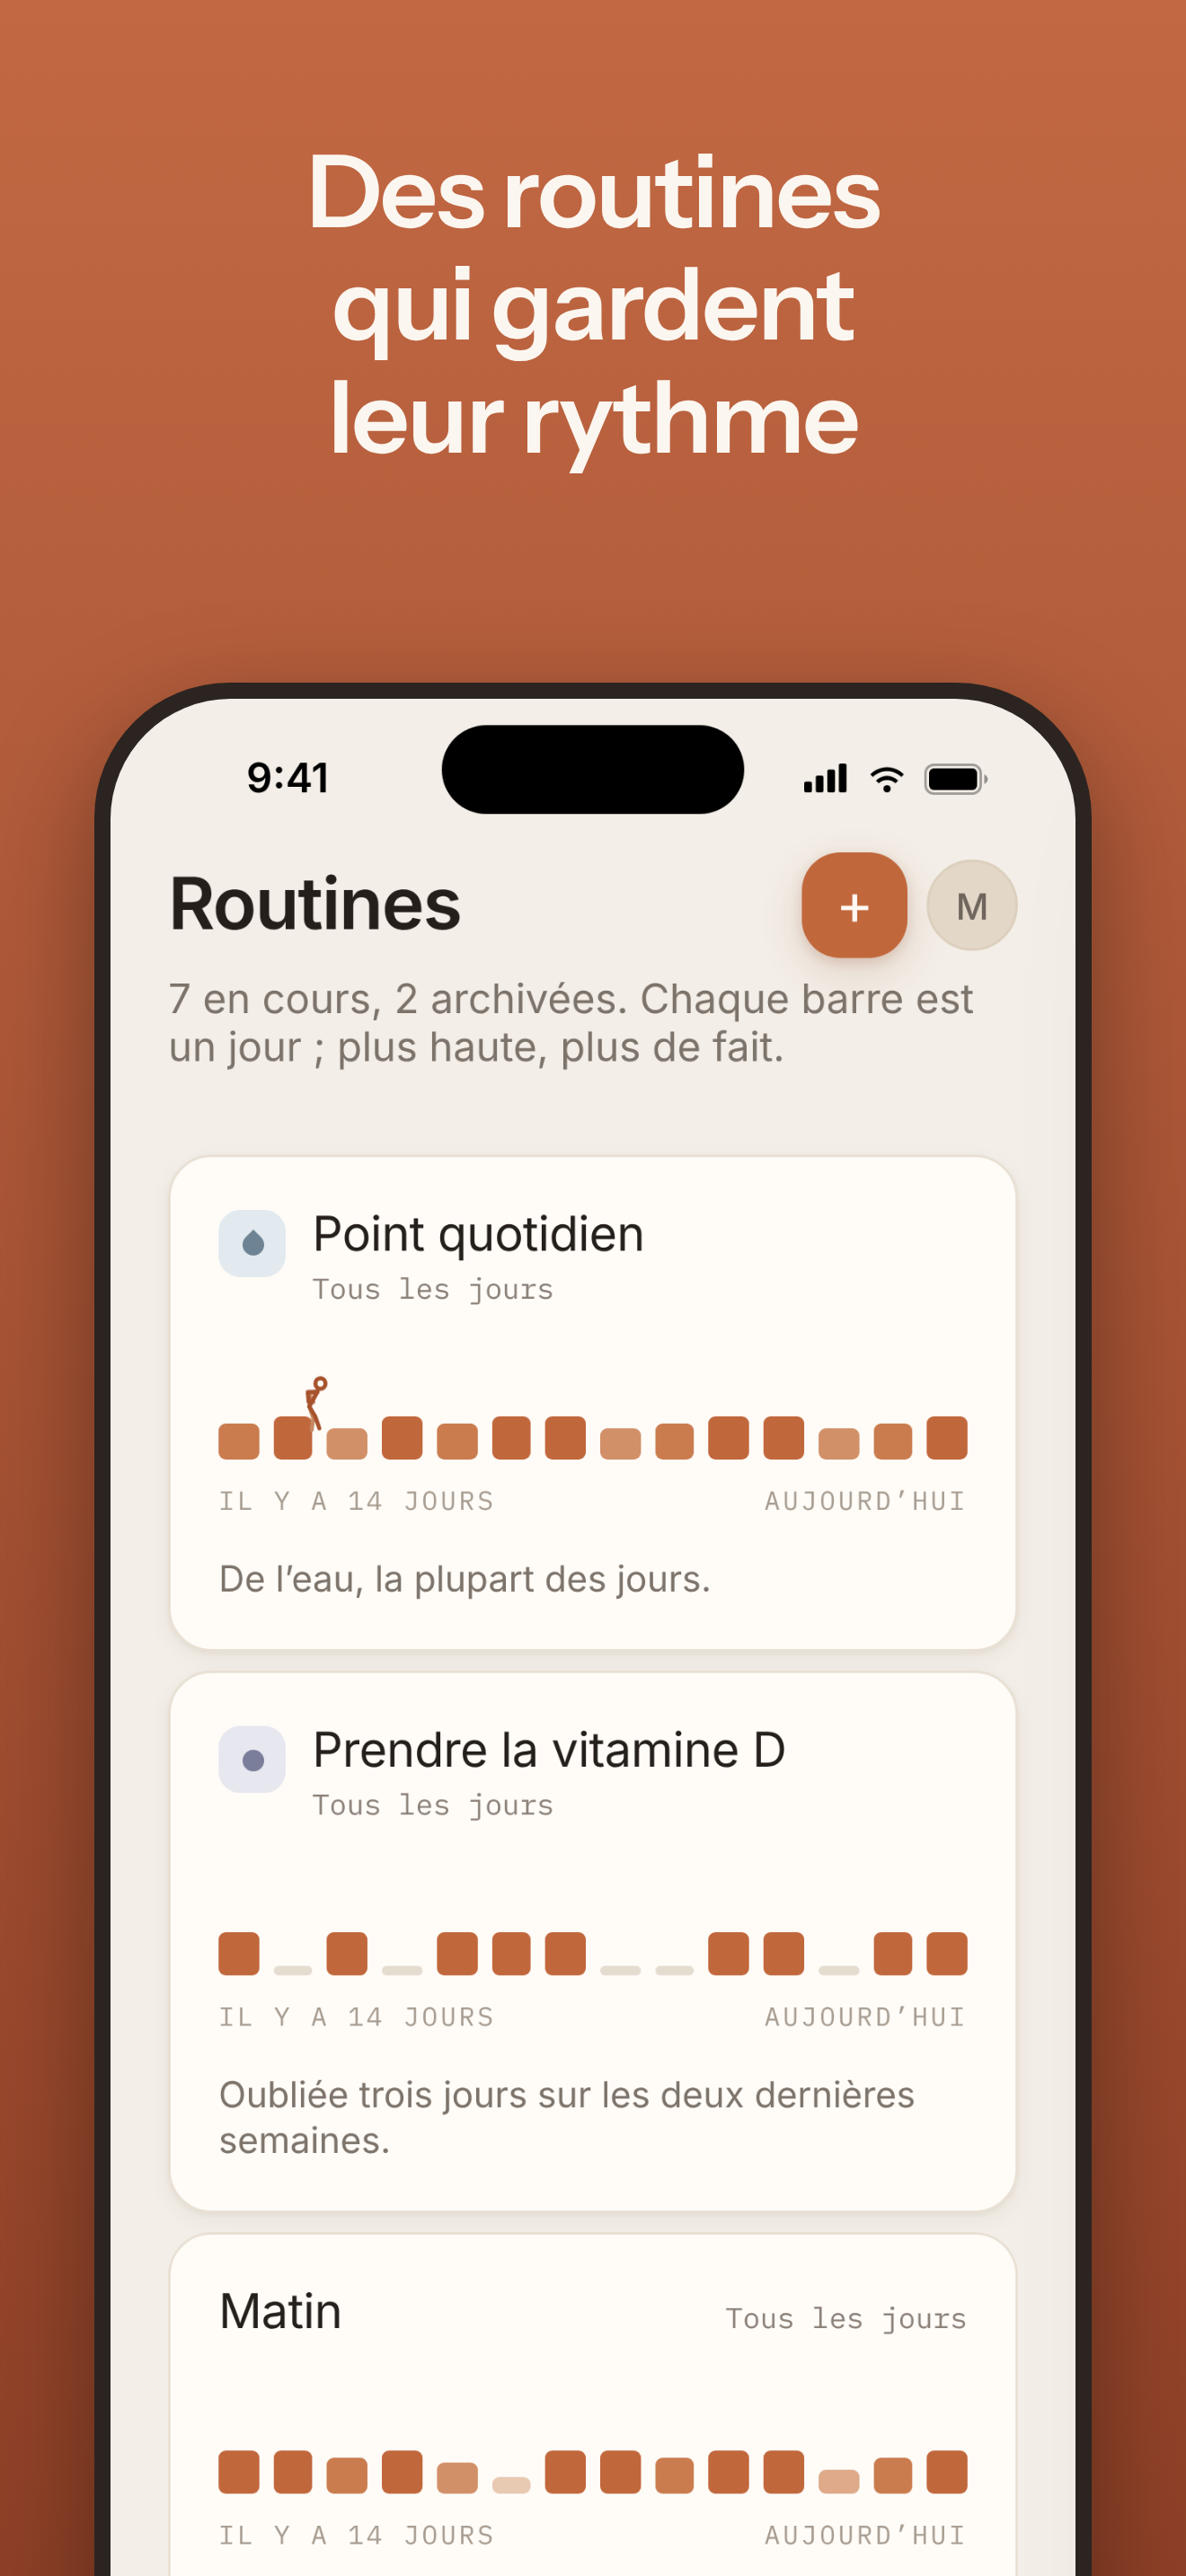 Des routines
qui gardent
leur rythme
9:41
Routines
+
M
7 en cours, 2 archivées. Chaque barre est
un jour ; plus haute, plus de fait.
Point quotidien
Tous les jours
IL Y A 14 JOURS
AUJOURD’HUI
De l’eau, la plupart des jours.
Prendre la vitamine D
Tous les jours
IL Y A 14 JOURS
AUJOURD’HUI
Oubliée trois jours sur les deux dernières
semaines.
Matin
Tous les jours
IL Y A 14 JOURS
AUJOURD’HUI